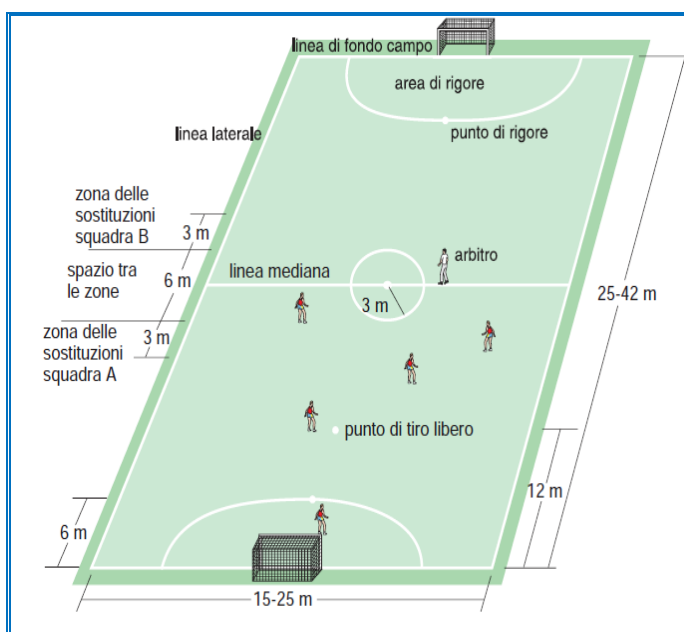 linea di fondo campo
area di rigore
linea laterale
punto di rigore
zona delle
sostituzioni
squadra B
3 m
arbitro
spazio tra
le zone
6 m
linea mediana
25-42 m
3 m
zona delle
sostituzioni
squadra A
3 m
punto di tiro libero
12 m
6 m
15-25 m